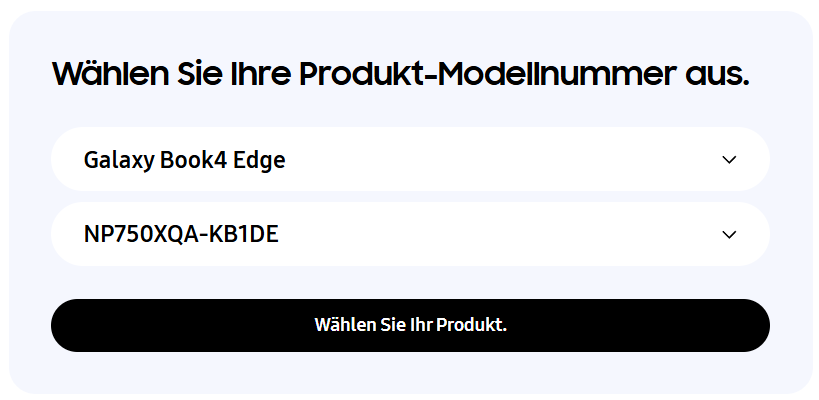 Wählen Sie Ihre Produkt-Modellnummer aus.
Galaxy Book4 Edge
NP750XQA-KB1DE
Wählen Sie Ihr Produkt.